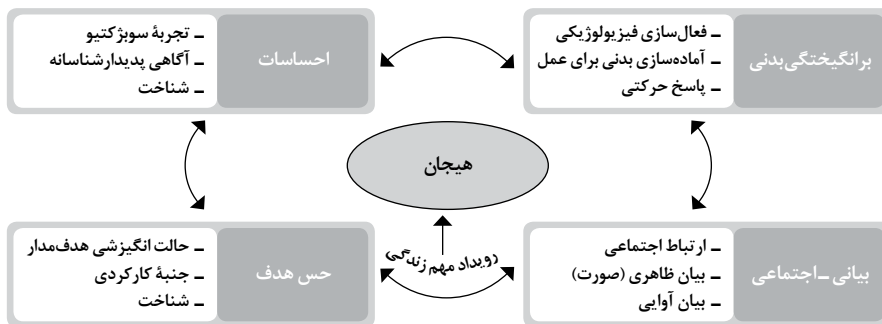 برانگیختگی‌بدنی
ـ فعال‌سازی فیزیولوژیکی
ـ آماده‌سازی بدنی برای عمل
ـ پاسخ حرکتی
احساسات
ـ تجربهٔ سوبژکتیو
ـ آگاهی پدیدارشناسانه
ـ شناخت
هیجان
رویداد مهم زندگی
بیانی ـ اجتماعی
ـ ارتباط اجتماعی
ـ بیان ظاهری (صورت)
ـ بیان آوایی
حس هدف
ـ حالت انگیزشی هدف‌مدار
ـ جنبهٔ کارکردی
ـ شناخت